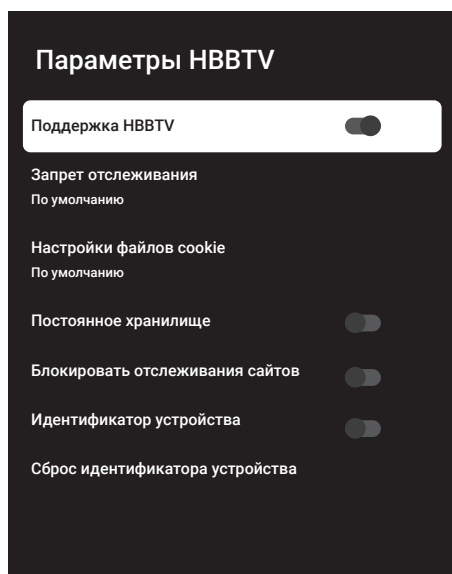 Параметры HBBTV
Поддержка HBBTV
Запрет отслеживания
По умолчанию
Настройки файлов cookie
По умолчанию
Постоянное хранилище
Блокировать отслеживания сайтов
Идентификатор устройства
Сброс идентификатора устройства